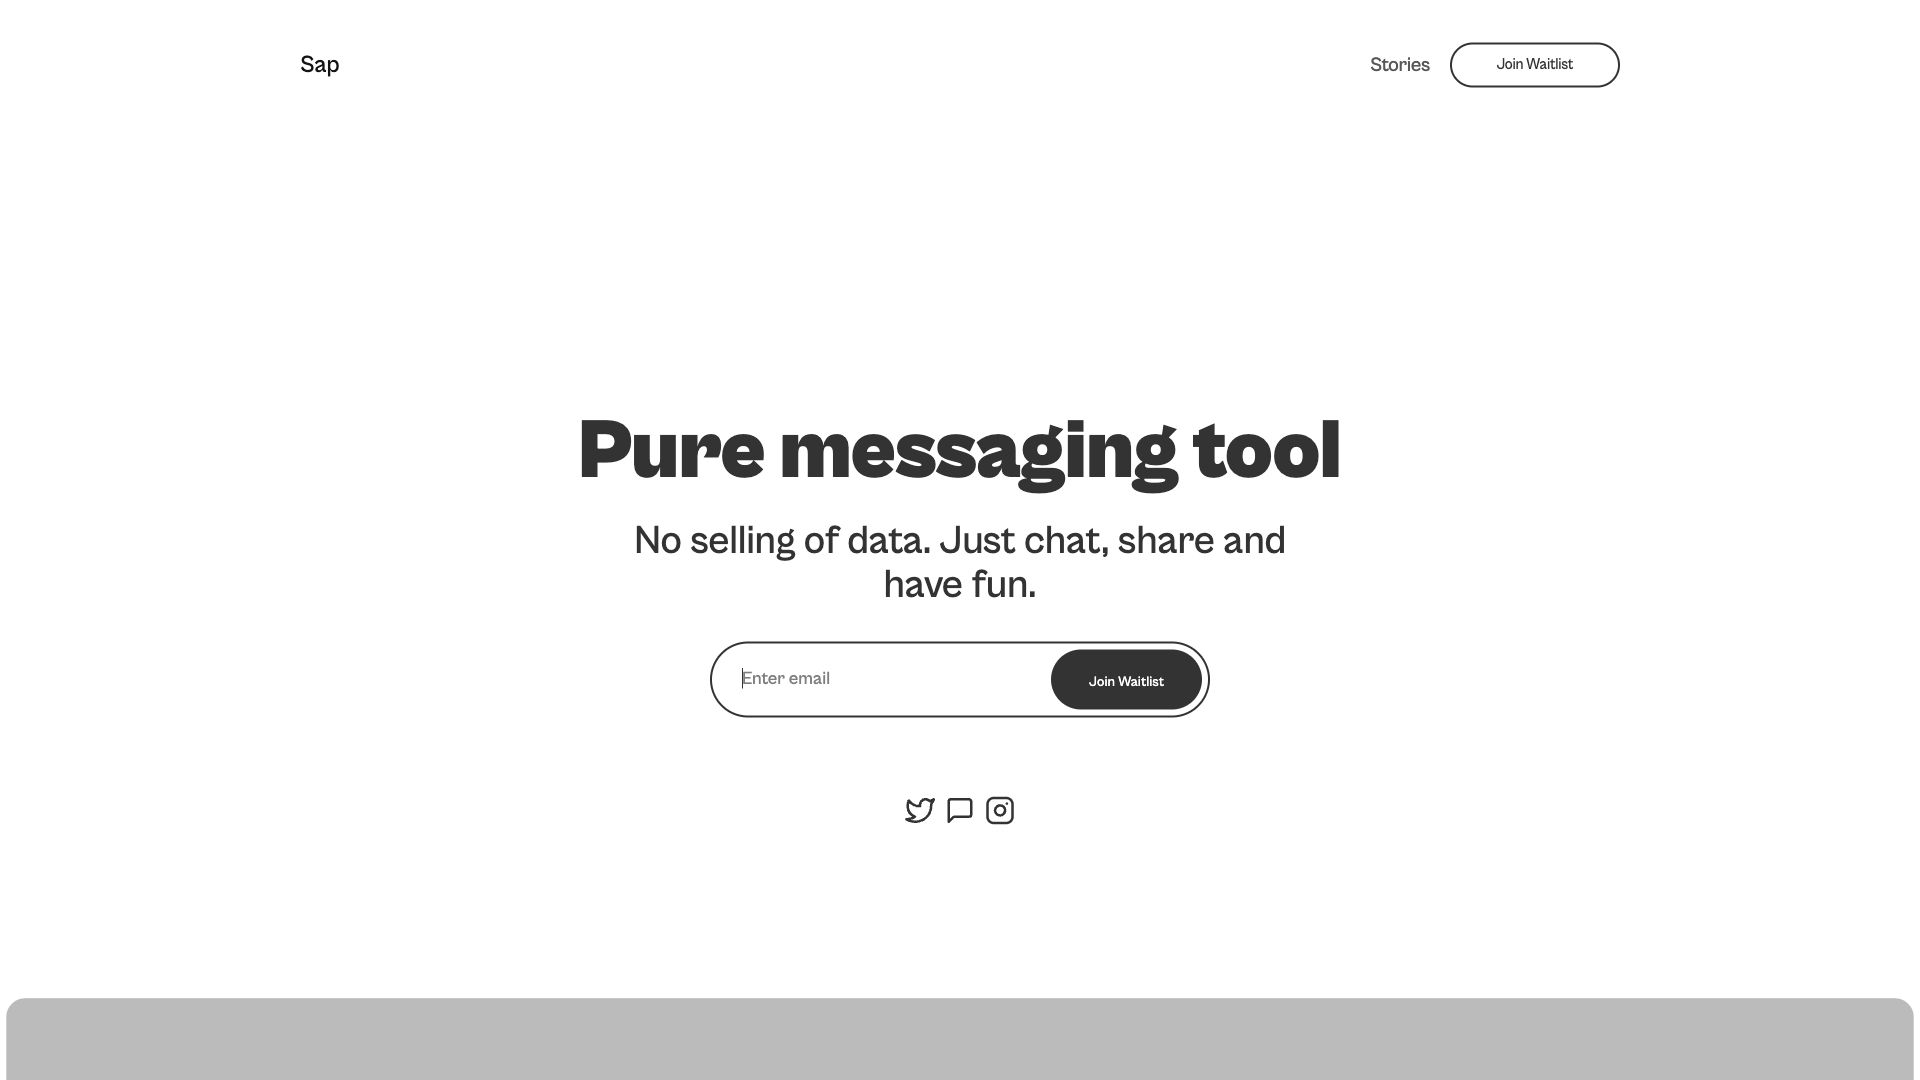 Sap
Stories
Join Waitlist
Pure messaging tool
No selling of data. Just chat, share and
have fun.
Enter email
Join Waitlist